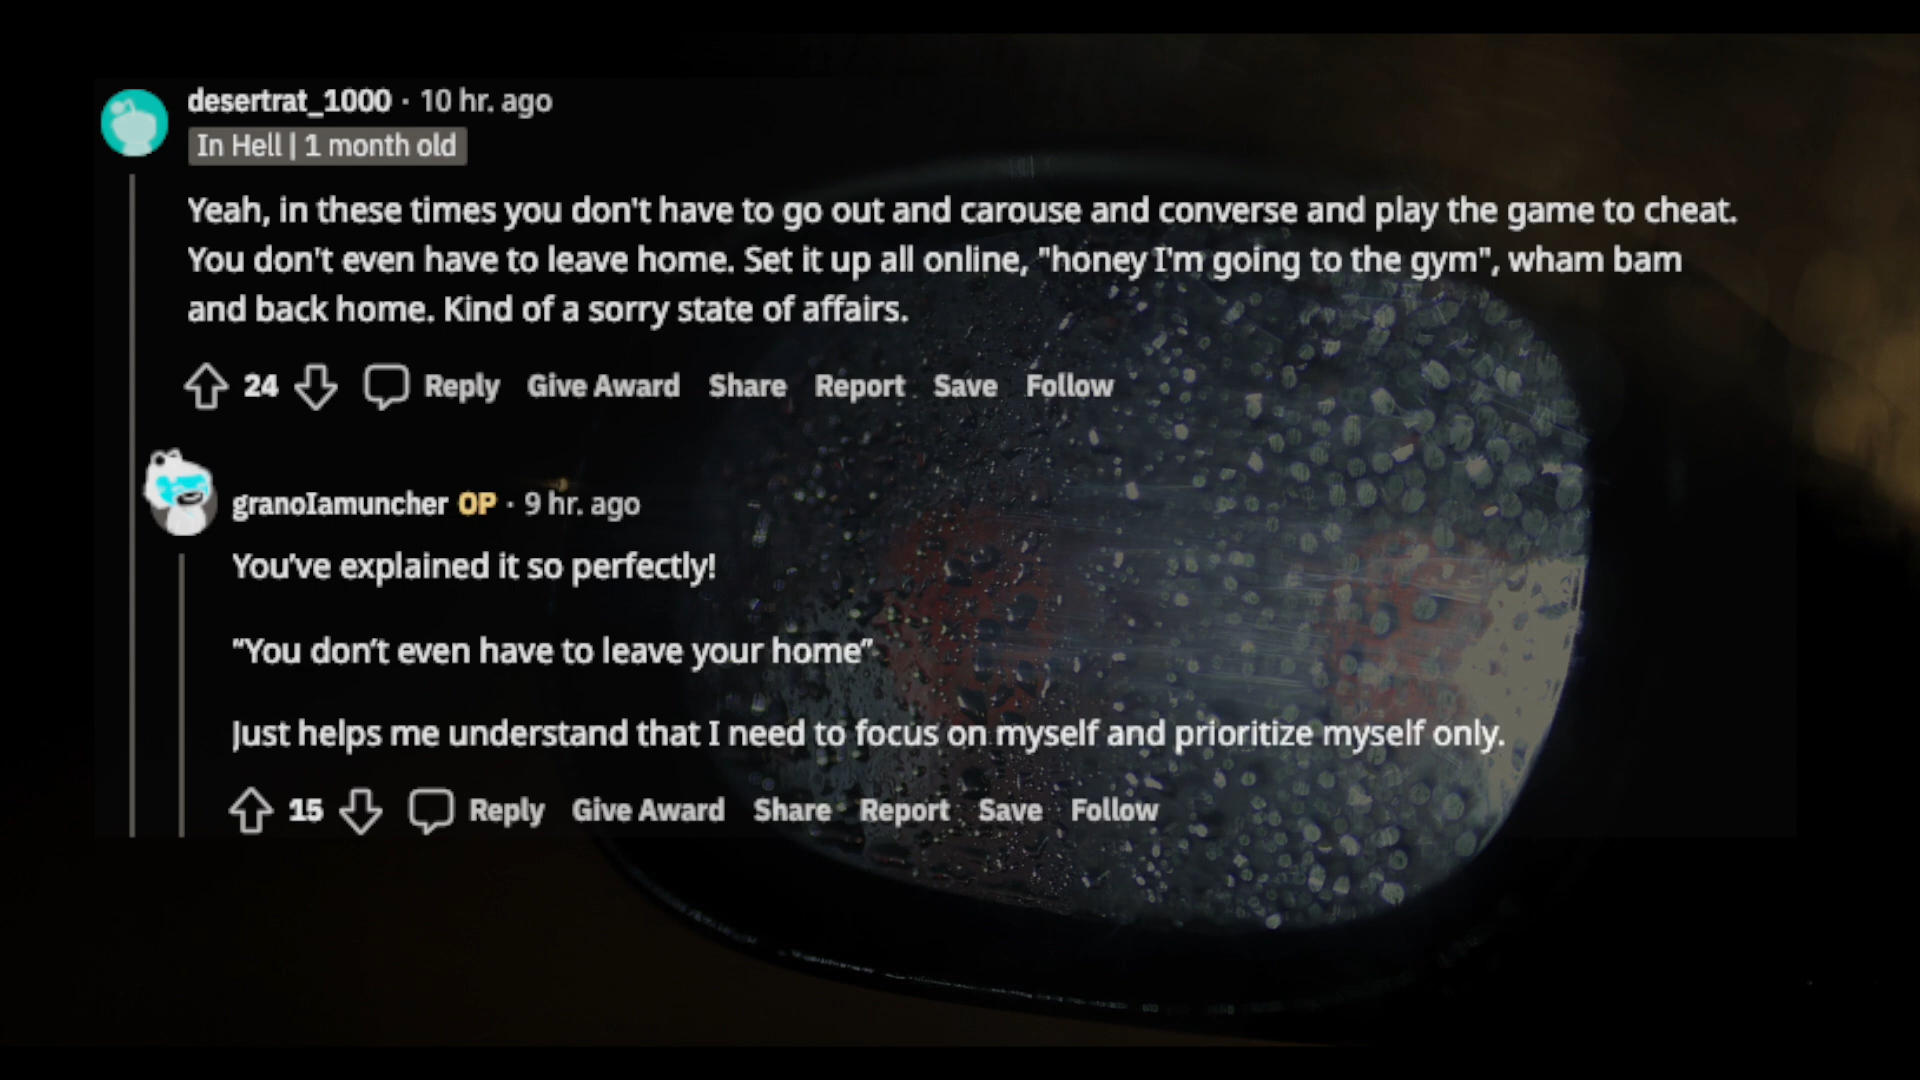 desertrat_1000 · 10 hr. ago
In Hell | 1 month old
Yeah, in these times you don't have to go out and carouse and converse and play the game to cheat.
You don't even have to leave home. Set it up all online, "honey I'm going to the gym", wham bam
and back home. Kind of a sorry state of affairs.
24 Reply Give Award Share Report Save Follow
granoIamuncher OP · 9 hr. ago
You’ve explained it so perfectly!
“You don’t even have to leave your home”
Just helps me understand that I need to focus on myself and prioritize myself only.
15 Reply Give Award Share Report Save Follow